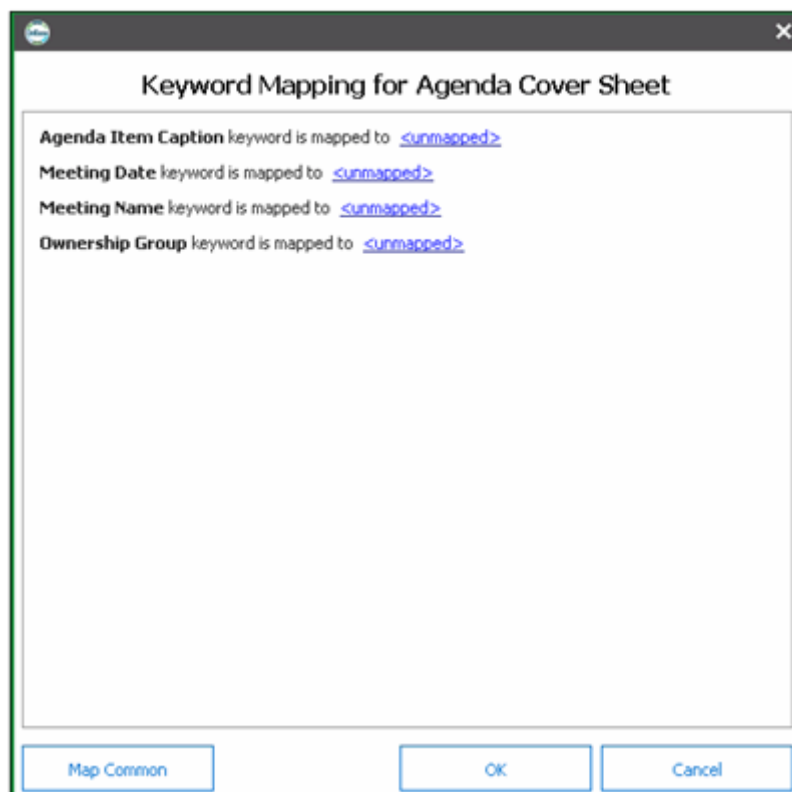 Keyword Mapping for Agenda Cover Sheet
Agenda Item Caption keyword is mapped to <unmapped>
Meeting Date keyword is mapped to <unmapped>
Meeting Name keyword is mapped to <unmapped>
Ownership Group keyword is mapped to <unmapped>
Map Common OK Cancel